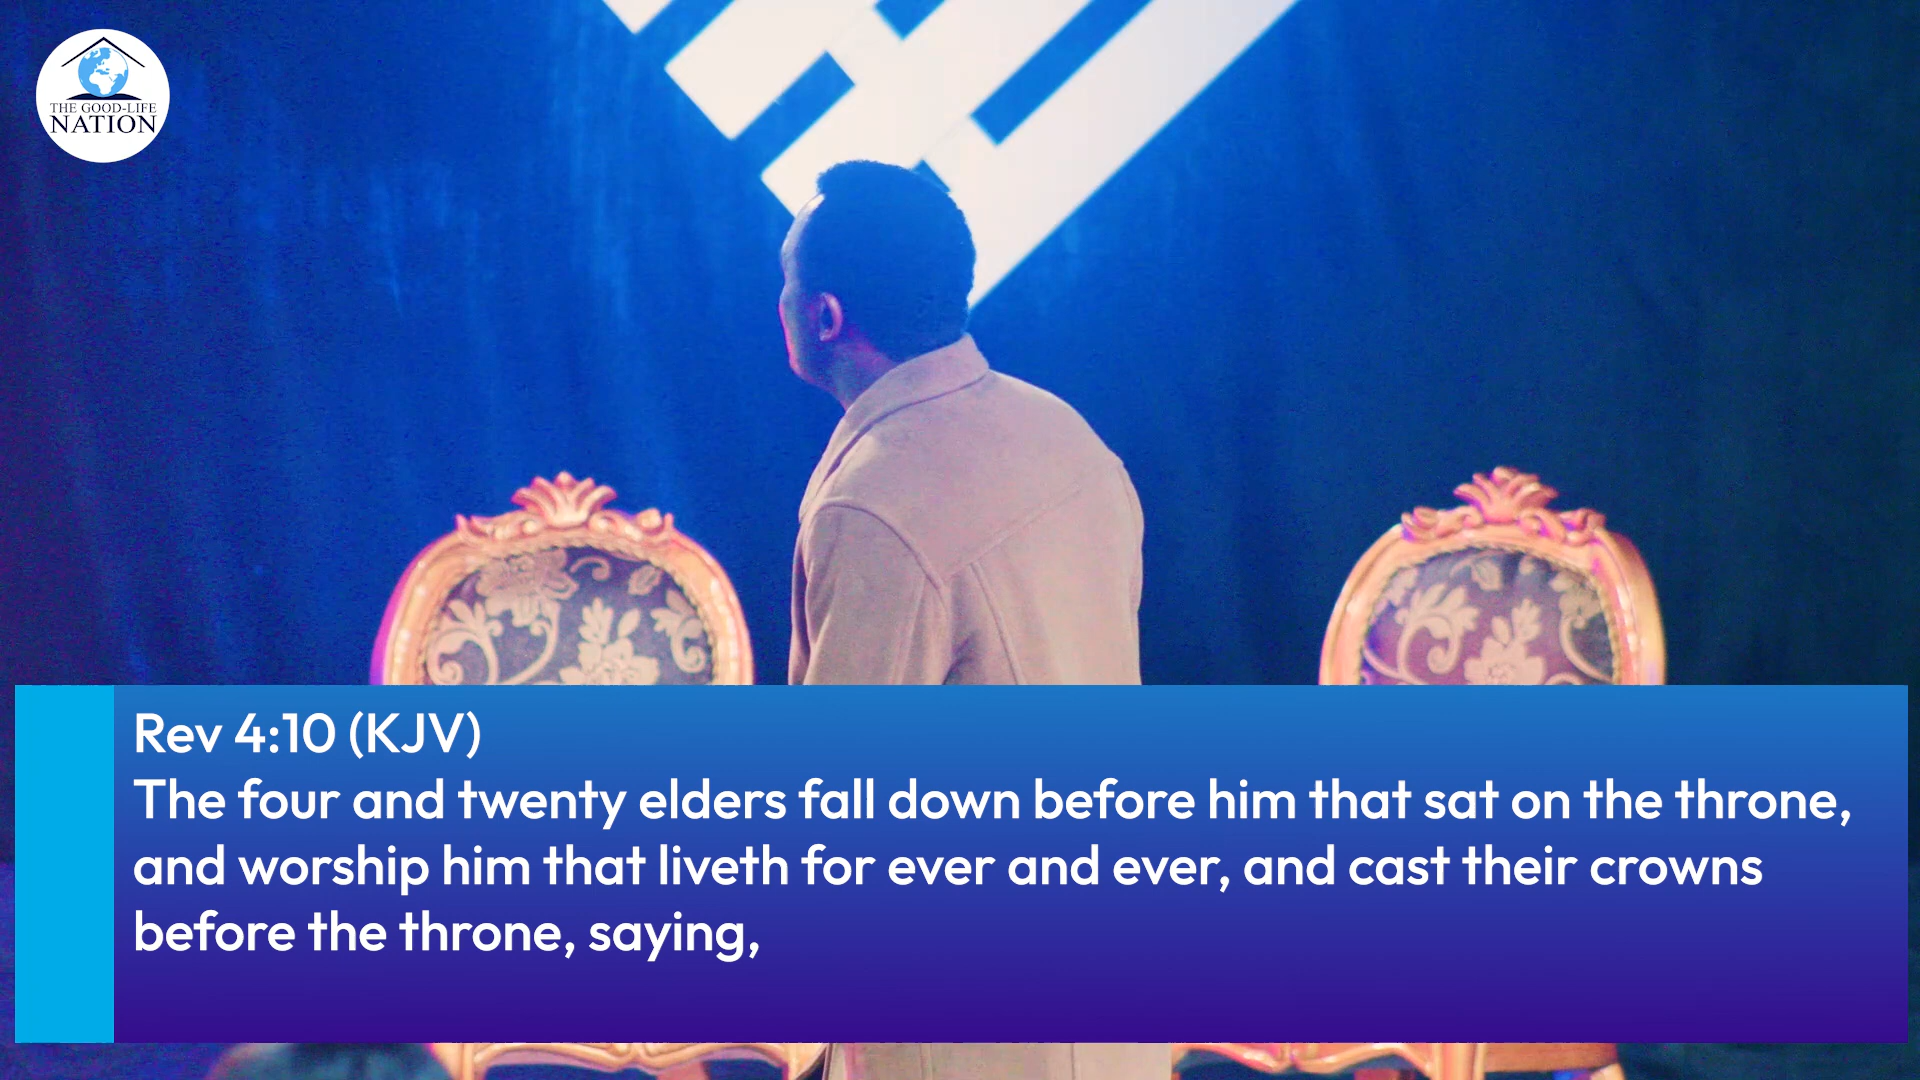 THE GOOD-LIFE
NATION
Rev 4:10 (KJV)
The four and twenty elders fall down before him that sat on the throne,
and worship him that liveth for ever and ever, and cast their crowns
before the throne, saying,